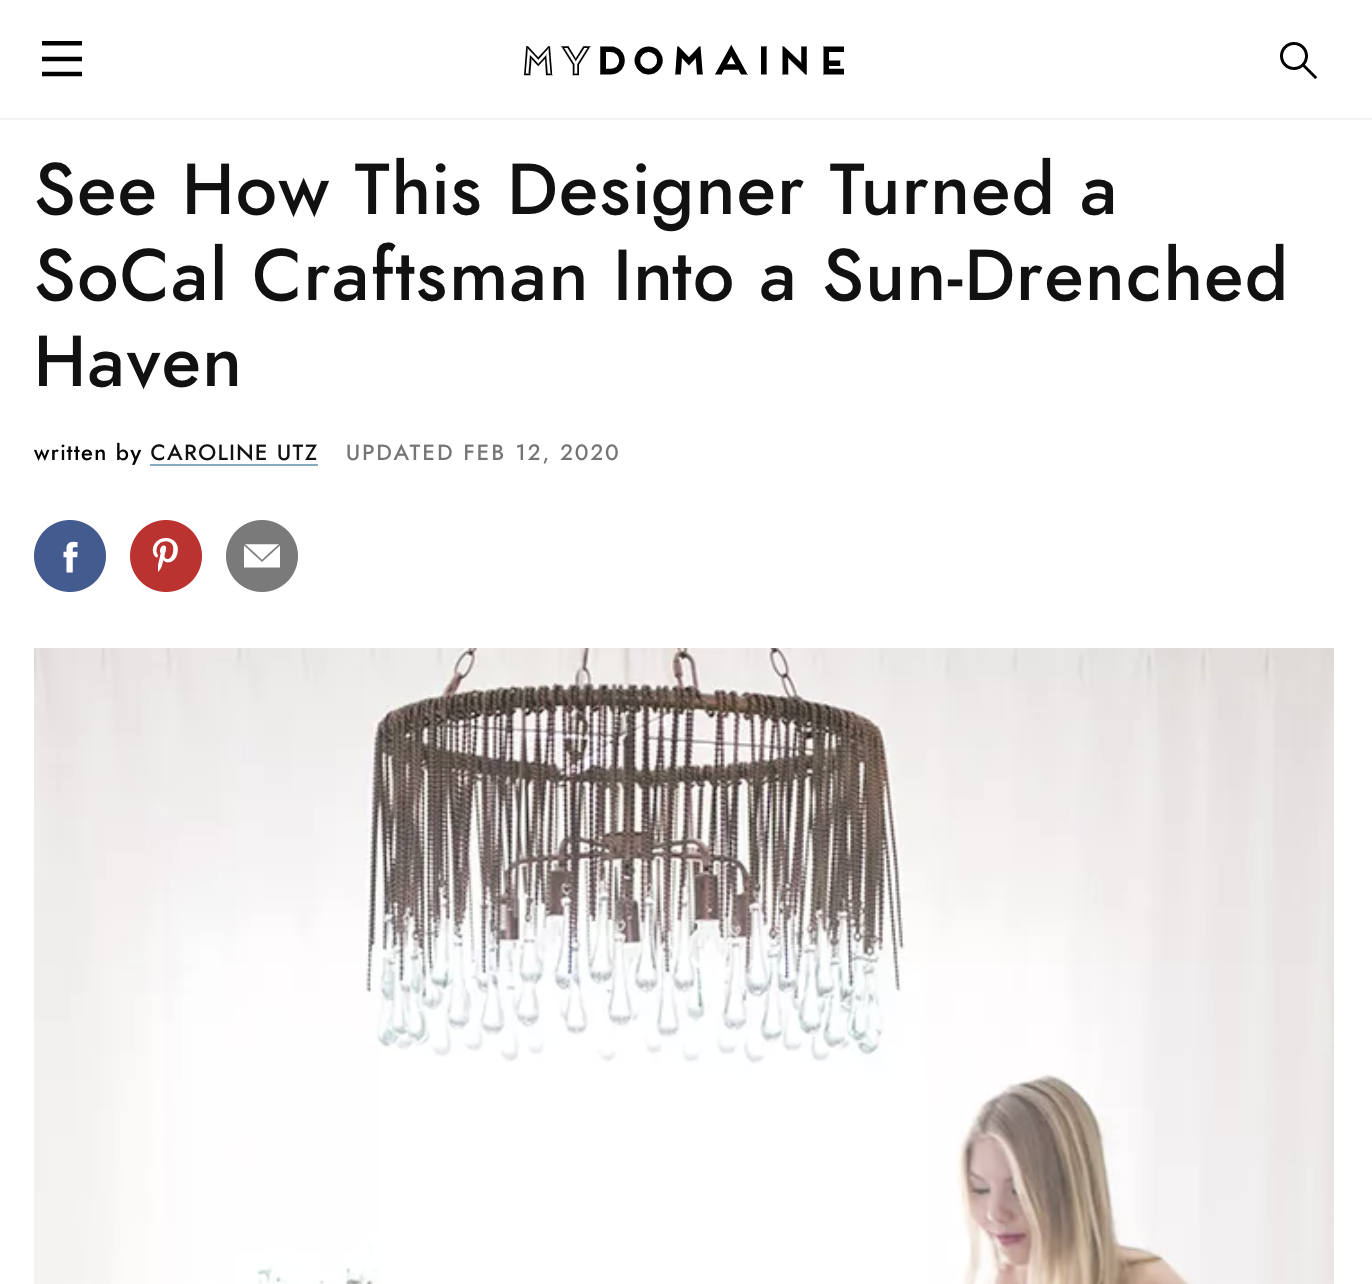 MYDOMAINE
See How This Designer Turned a
SoCal Craftsman Into a Sun-Drenched
Haven
written by CAROLINE UTZ UPDATED FEB 12, 2020